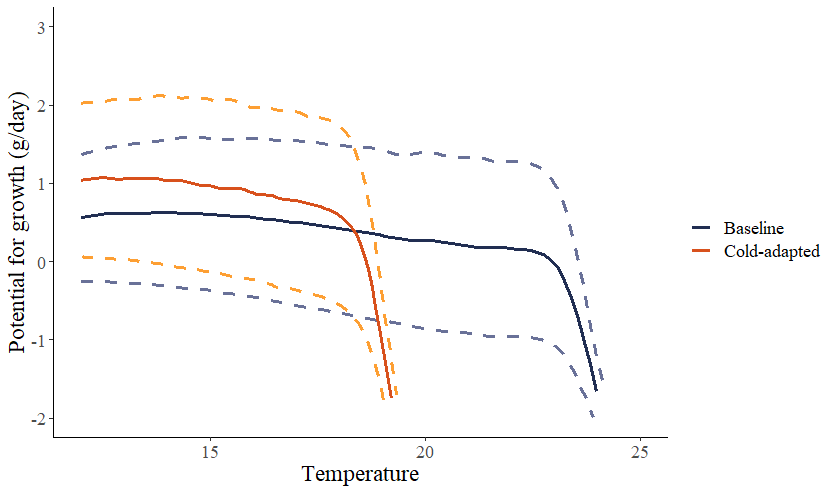 3
2
1
0
-1
-2
Potential for growth (g/day)
15
20
25
Temperature
Baseline
Cold-adapted